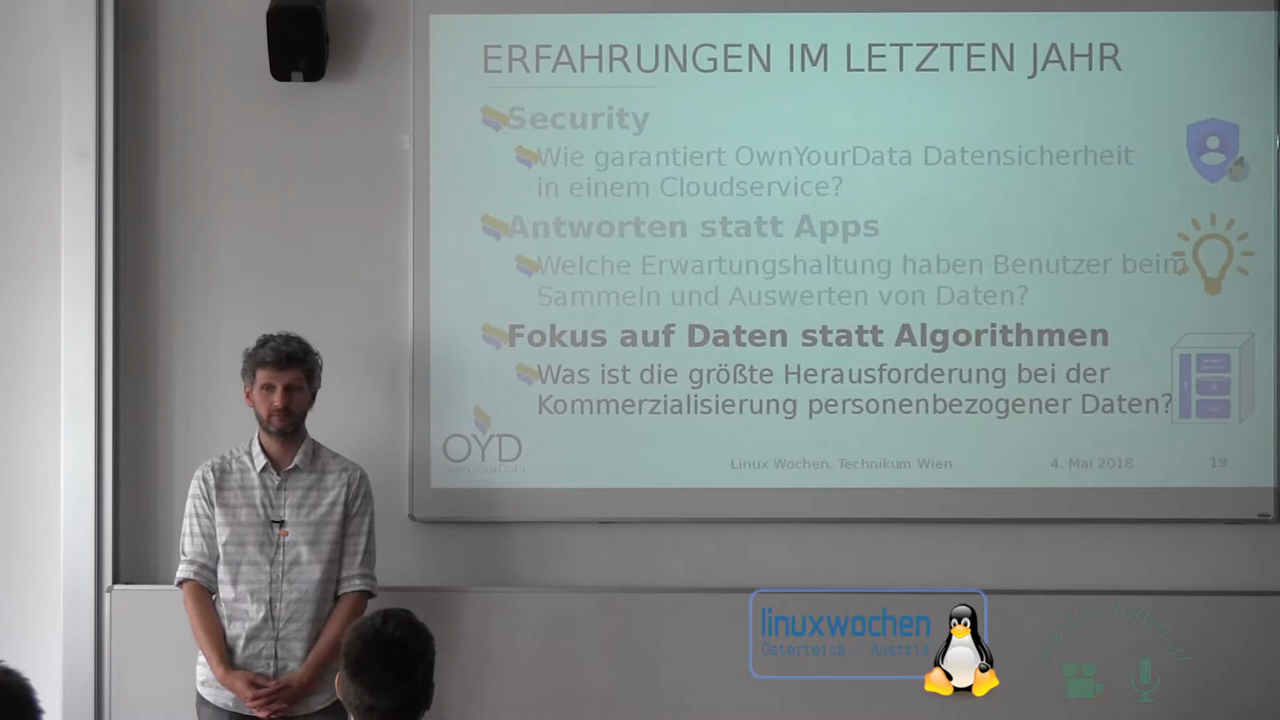 ERFAHRUNGEN IM LETZTEN JAHR
Security
Wie garantiert OwnYourData Datensicherheit
in einem Cloudservice?
Antworten statt Apps
Welche Erwartungshaltung haben Benutzer beim
Sammeln und Auswerten von Daten?
Fokus auf Daten statt Algorithmen
Was ist die größte Herausforderung bei der
Kommerzialisierung personenbezogener Daten?
OYD
OwnYourData
Linux Wochen, Technikum Wien
4. Mai 2018
19
linuxwochen
Österreich / Austria